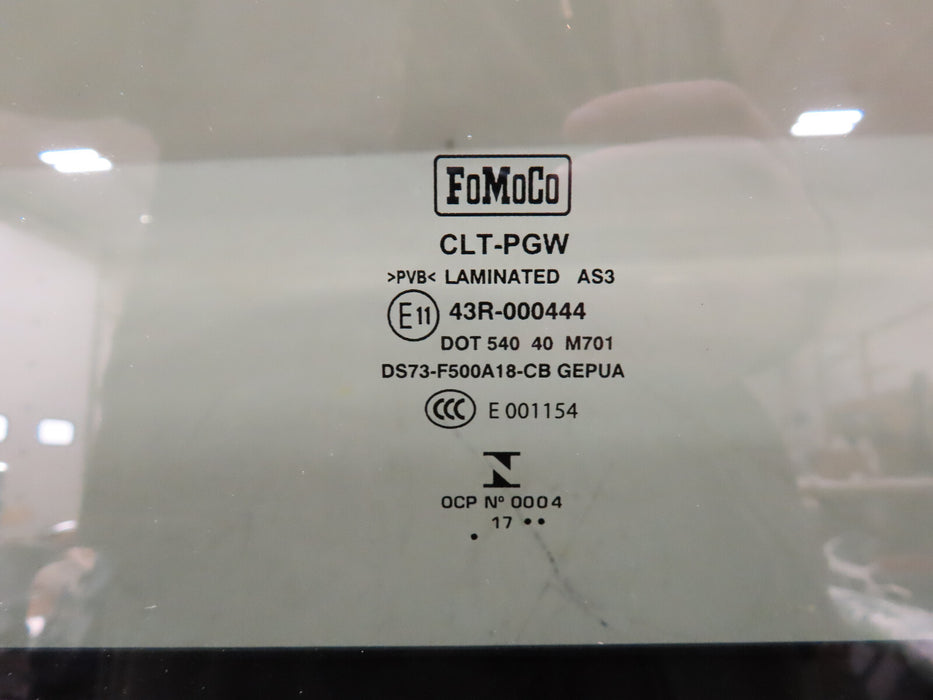 FoMoCo
CLT-PGW
>PVB< LAMINATED AS3
E11 43R-000444
DOT 540 40 M701
DS73-F500A18-CB GEPUA
CCC E 001154
N
OCP Nº 0004
17 ••
•